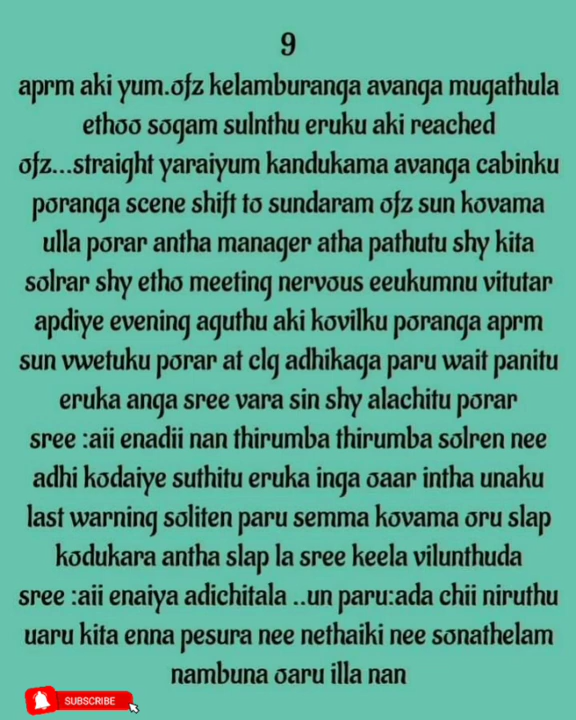 9
aprm aki yum.ofz kelamburanga avanga mugathula
ethoo sogam sulnthu eruku aki reached
ofz...straight yaraiyum kandukama avanga cabinku
poranga scene shift to sundaram ofz sun kovama
ulla porar antha manager atha pathutu shy kita
solrar shy etho meeting nervous eeukumnu vitutar
apdiye evening aguthu aki kovilku poranga aprm
sun vwetuku porar at clg adhikaga paru wait panitu
eruka anga sree vara sin shy alachitu porar
sree :aii enadii nan thirumba thirumba solren nee
adhi kodaiye suthitu eruka inga oaar intha unaku
last warning soliten paru semma kovama oru slap
kodukara antha slap la sree keela vilunthuda
sree :aii enaiya adichitala ..un paru:ada chii niruthu
uaru kita enna pesura nee nethaiki nee sonathelam
nambuna oaru illa nan
SUBSCRIBE